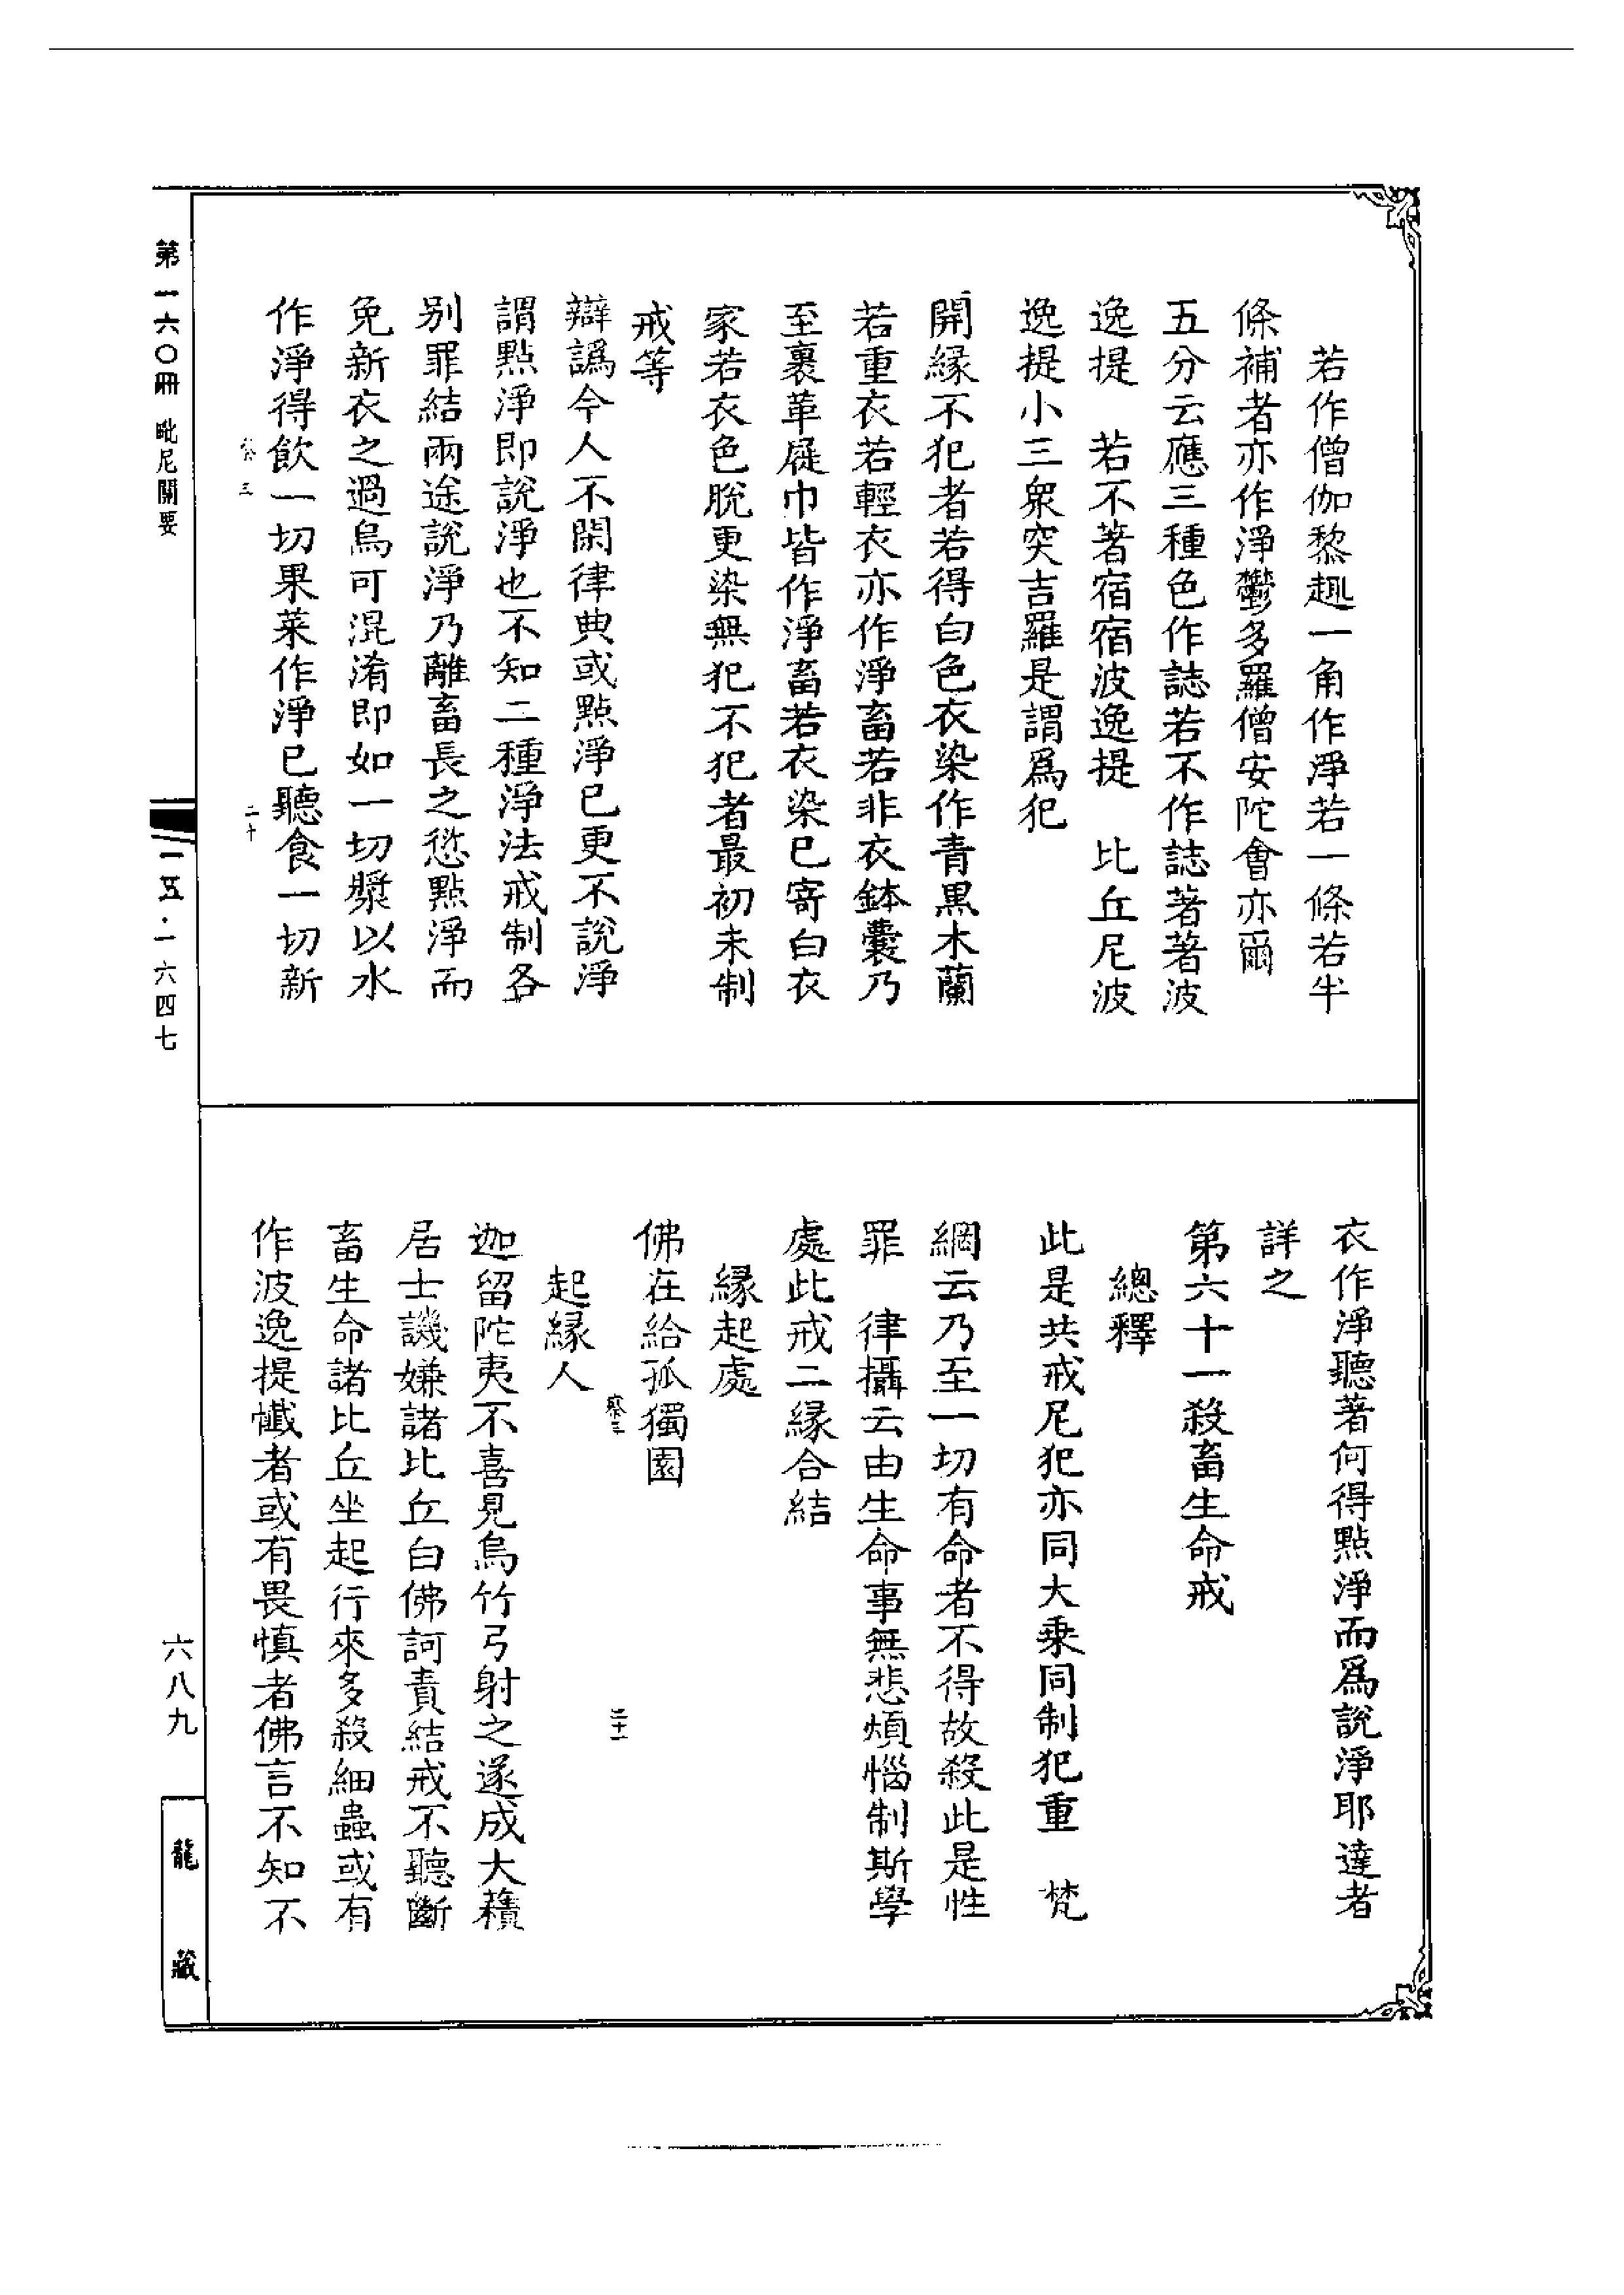 若作僧伽黎趣一角作淨若一條若半
條補者亦作淨鬱多羅僧安陀會亦爾
五分云應三種色作誌若不作誌著著波
逸提　若不著宿宿波逸提　比丘尼波
逸提小三衆突吉羅是謂爲犯
開緣不犯者若得白色衣染作青黑木蘭
若重衣若輕衣亦作淨畜若非衣鉢囊乃
至裹革屣巾皆作淨畜若衣染已寄白衣
家若衣色脫更染無犯不犯者最初未制
戒等
辯譌今人不閑律典或點淨已更不說淨
謂點淨即說淨也不知二種淨法戒制各
別罪結兩途說淨乃離畜長之愆點淨而
免新衣之過烏可混淆即如一切漿以水
作淨得飲一切果菜作淨已聽食一切新
二十
第一六〇冊　毗尼關要
一五·一六四七
衣作淨聽著何得點淨而爲說淨耶達者
詳之
第六十一殺畜生命戒
總釋
此是共戒尼犯亦同大乘同制犯重　梵
網云乃至一切有命者不得故殺此是性
罪　律攝云由生命事無悲煩惱制斯學
處此戒二緣合結
緣起處
佛在給孤獨園
二十一
起緣人
迦留陀夷不喜見烏竹弓射之遂成大𧂐
居士譏嫌諸比丘白佛訶責結戒不聽斷
畜生命諸比丘坐起行來多殺細蟲或有
作波逸提懺者或有畏慎者佛言不知不
六八九
龍藏